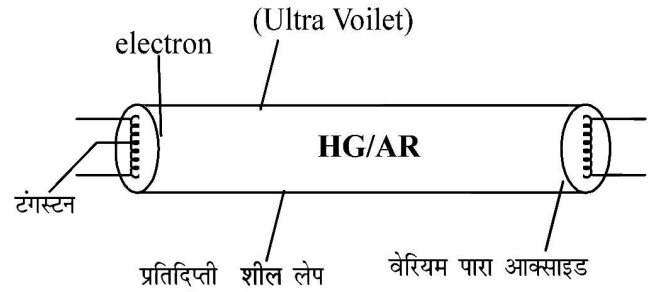 (Ultra Voilet)
electron
HG/AR
टंगस्टन
प्रतिदिप्ती शील लेप
वेरियम पारा आक्साइड